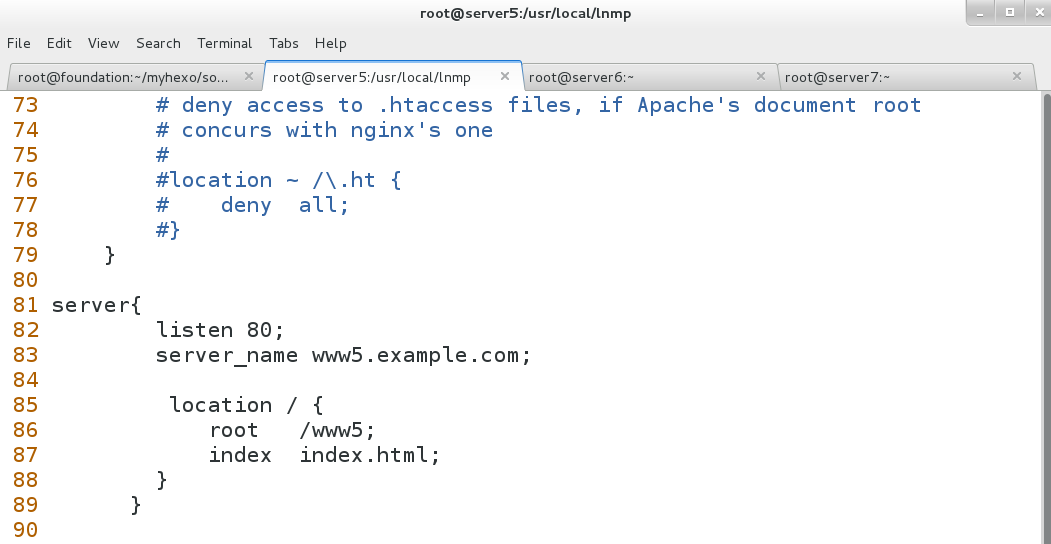 root@server5:/usr/local/lnmp
File Edit View Search Terminal Tabs Help
root@foundation:~/myhexo/so... root@server5:/usr/local/lnmp root@server6:~ root@server7:~
73         # deny access to .htaccess files, if Apache's document root
74         # concurs with nginx's one
75         #
76         #location ~ /\.ht {
77         #    deny  all;
78         #}
79     }
80
81 server{
82         listen 80;
83         server_name www5.example.com;
84
85          location / {
86             root   /www5;
87             index  index.html;
88         }
89       }
90